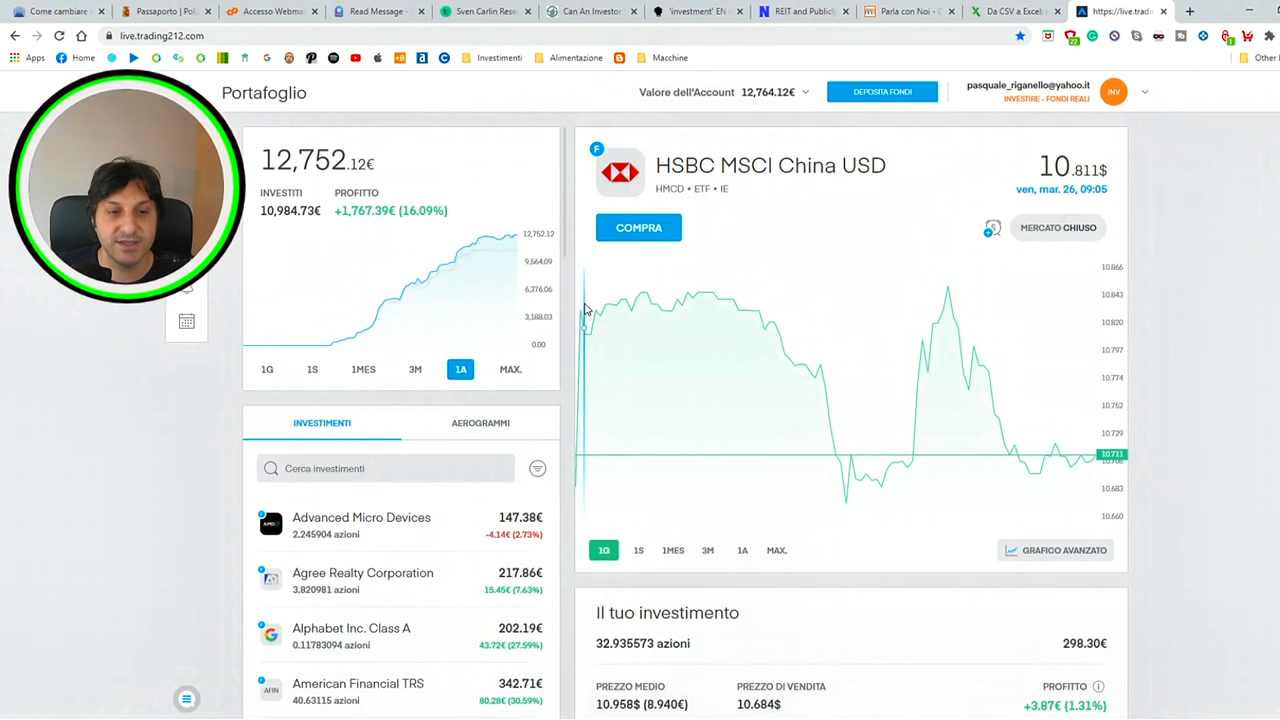 Come cambiare
Passaporto | Pol
Accesso Webma
Read Message -
Sven Carlin Rese
Can An Investor
'investment' EN
REIT and Publicl
Parla con Noi - C
Da CSV a Excel:
https://live.tradin
live.trading212.com
Apps
Home
Investimenti
Alimentazione
Macchine
Other
Portafoglio
Valore dell'Account 12,764.12€
DEPOSITA FONDI
pasquale_riganello@yahoo.it
INVESTIRE - FONDI REALI
INV
12,752.12€
INVESTITI
PROFITTO
10,984.73€
+1,767.39€ (16.09%)
12,752.12
9,564.09
6,376.06
3,188.03
0.00
1G
1S
1MES
3M
1A
MAX.
INVESTIMENTI
AEROGRAMMI
Cerca investimenti
Advanced Micro Devices
147.38€
2.245904 azioni
-4.14€ (2.73%)
Agree Realty Corporation
217.86€
3.820981 azioni
15.45€ (7.63%)
Alphabet Inc. Class A
202.19€
0.11783094 azioni
43.72€ (27.59%)
AFIN
American Financial TRS
342.71€
40.63115 azioni
80.28€ (30.59%)
F
HSBC MSCI China USD
HMCD • ETF • IE
10.811$
ven, mar. 26, 09:05
COMPRA
MERCATO CHIUSO
10.866
10.843
10.820
10.797
10.774
10.752
10.729
10.711
10.683
10.660
1G
1S
1MES
3M
1A
MAX.
GRAFICO AVANZATO
Il tuo investimento
32.935573 azioni
298.30€
PREZZO MEDIO
PREZZO DI VENDITA
PROFITTO
10.958$ (8.940€)
10.684$
+3.87€ (1.31%)